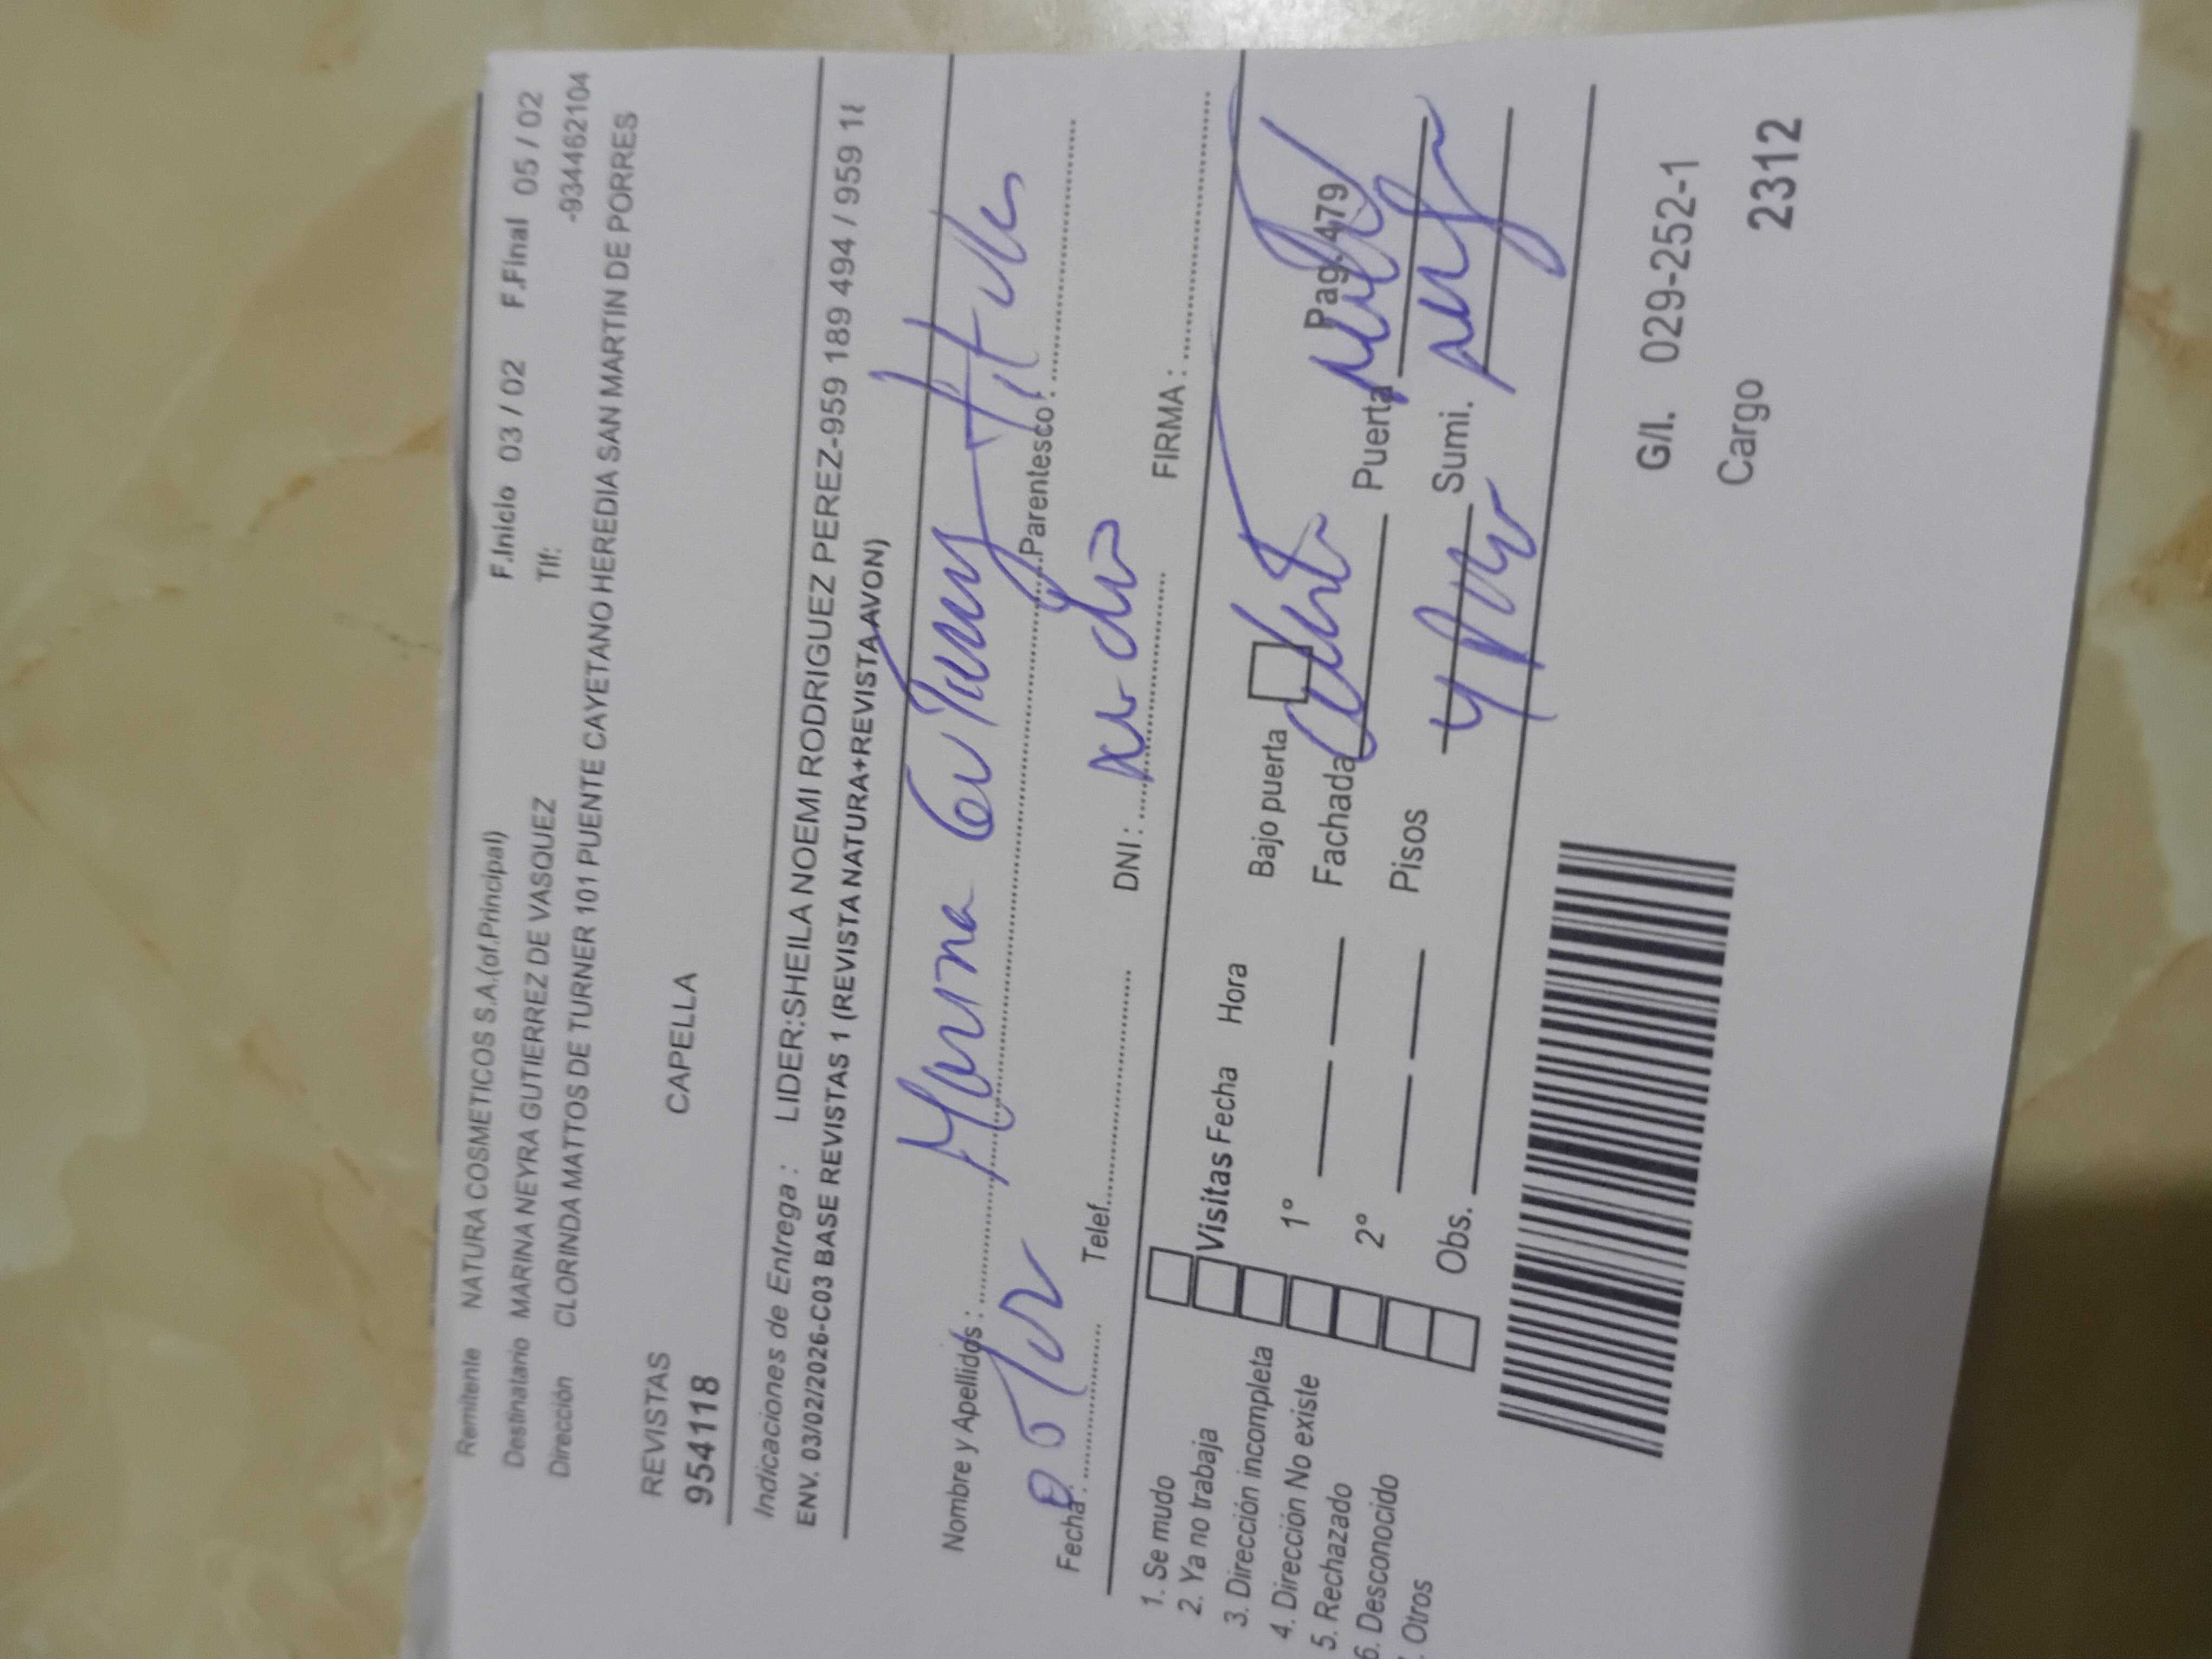 Remitente NATURA COSMETICOS S.A.(of.Principal) F.Inicio 03 / 02 F.Final 05 / 02
Destinatario MARINA NEYRA GUTIERREZ DE VASQUEZ Tlf: -934462104
Dirección CLORINDA MATTOS DE TURNER 101 PUENTE CAYETANO HEREDIA SAN MARTIN DE PORRES
REVISTAS CAPELLA
954118
Indicaciones de Entrega : LIDER:SHEILA NOEMI RODRIGUEZ PEREZ-959 189 494 / 959 18
ENV. 03/02/2026-C03 BASE REVISTAS 1 (REVISTA NATURA+REVISTA AVON)
Nombre y Apellidos : Marina
Parentesco :
Fecha :
Telef. DNI : FIRMA :
1. Se mudo
2. Ya no trabaja
3. Dirección incompleta
4. Dirección No existe
5. Rechazado
6. Desconocido
. Otros
Visitas Fecha Hora
1°
2°
Obs.
Bajo puerta Pag. 479
Fachada Puerta
Pisos Sumi.
G/I. 029-252-1
Cargo 2312